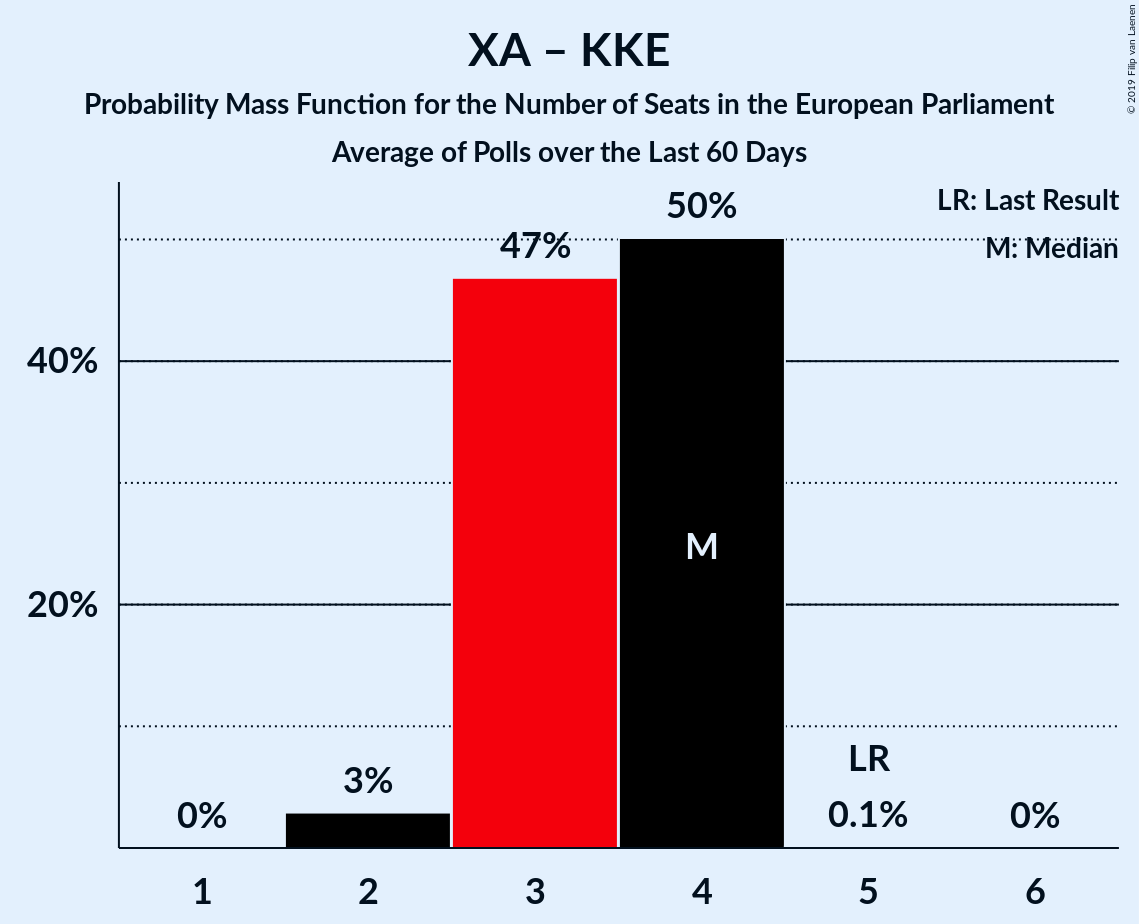 XA – KKE
Probability Mass Function for the Number of Seats in the European Parliament
Average of Polls over the Last 60 Days
© 2019 Filip van Laenen
LR: Last Result
M: Median
50%
47%
40%
M
20%
LR
3%
0%
0.1%
0%
1 2 3 4 5 6